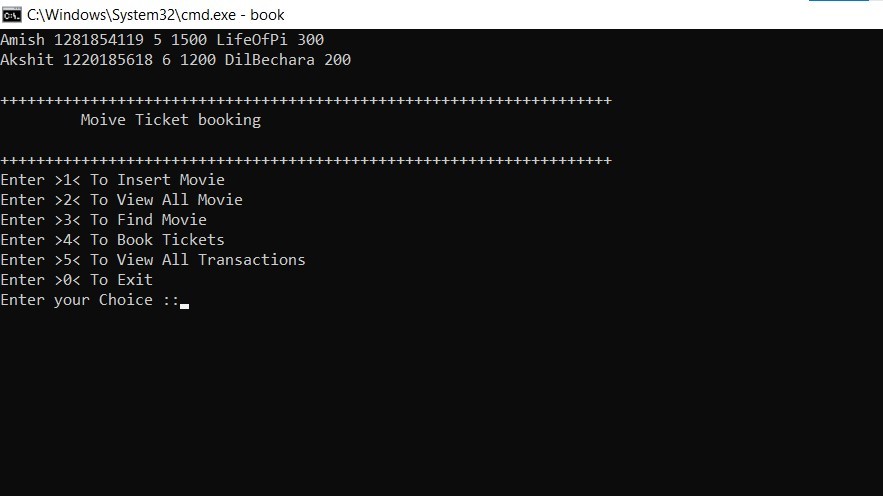 C:\Windows\System32\cmd.exe - book
Amish 1281854119 5 1500 LifeOfPi 300
Akshit 1220185618 6 1200 DilBechara 200
++++++++++++++++++++++++++++++++++++++++++++++++++++++++++++++++++++
Moive Ticket booking
++++++++++++++++++++++++++++++++++++++++++++++++++++++++++++++++++++
Enter >1< To Insert Movie
Enter >2< To View All Movie
Enter >3< To Find Movie
Enter >4< To Book Tickets
Enter >5< To View All Transactions
Enter >0< To Exit
Enter your Choice ::